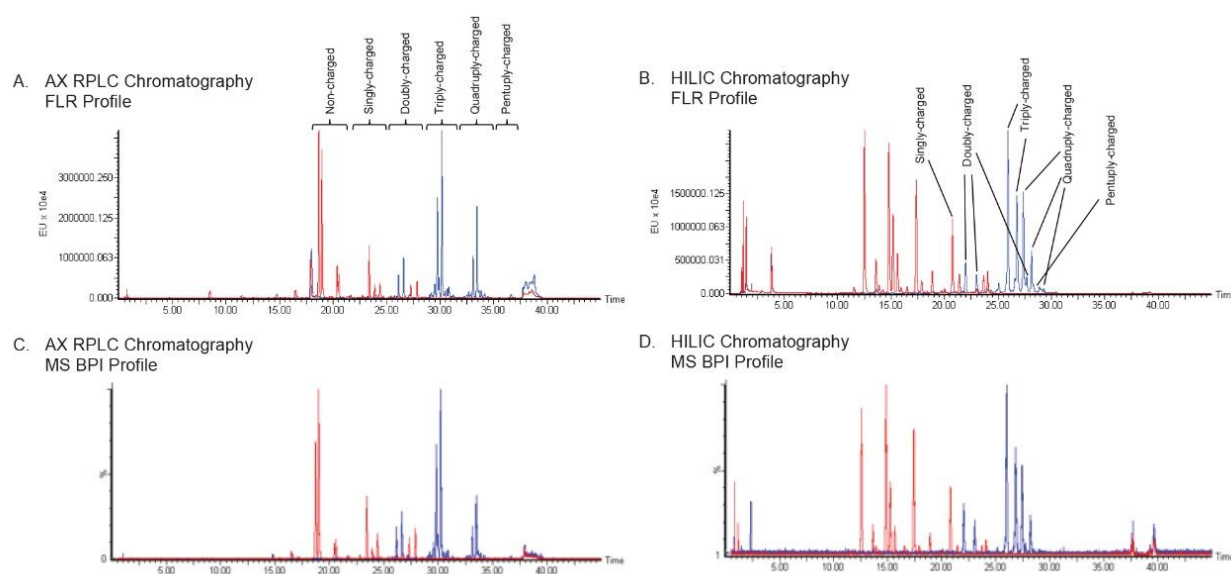 A. AX RPLC Chromatography
FLR Profile
Non-charged
Singly-charged
Doubly-charged
Triply-charged
Quadruply-charged
Pentuply-charged
EU x 10e4
3000000.250
2000000.125
1000000.063
0.000
5.00 10.00 15.00 20.00 25.00 30.00 35.00 40.00
Time
B. HILIC Chromatography
FLR Profile
Singly-charged
Doubly-charged
Triply-charged
Quadruply-charged
Pentuply-charged
EU x 10e4
1500000.125
1000000.063
500000.031
0.000
5.00 10.00 15.00 20.00 25.00 30.00 35.00 40.00
Time
C. AX RPLC Chromatography
MS BPI Profile
%
0
5.00 10.00 15.00 20.00 25.00 30.00 35.00 40.00
Time
D. HILIC Chromatography
MS BPI Profile
%
1
5.00 10.00 15.00 20.00 25.00 30.00 35.00 40.00
Time